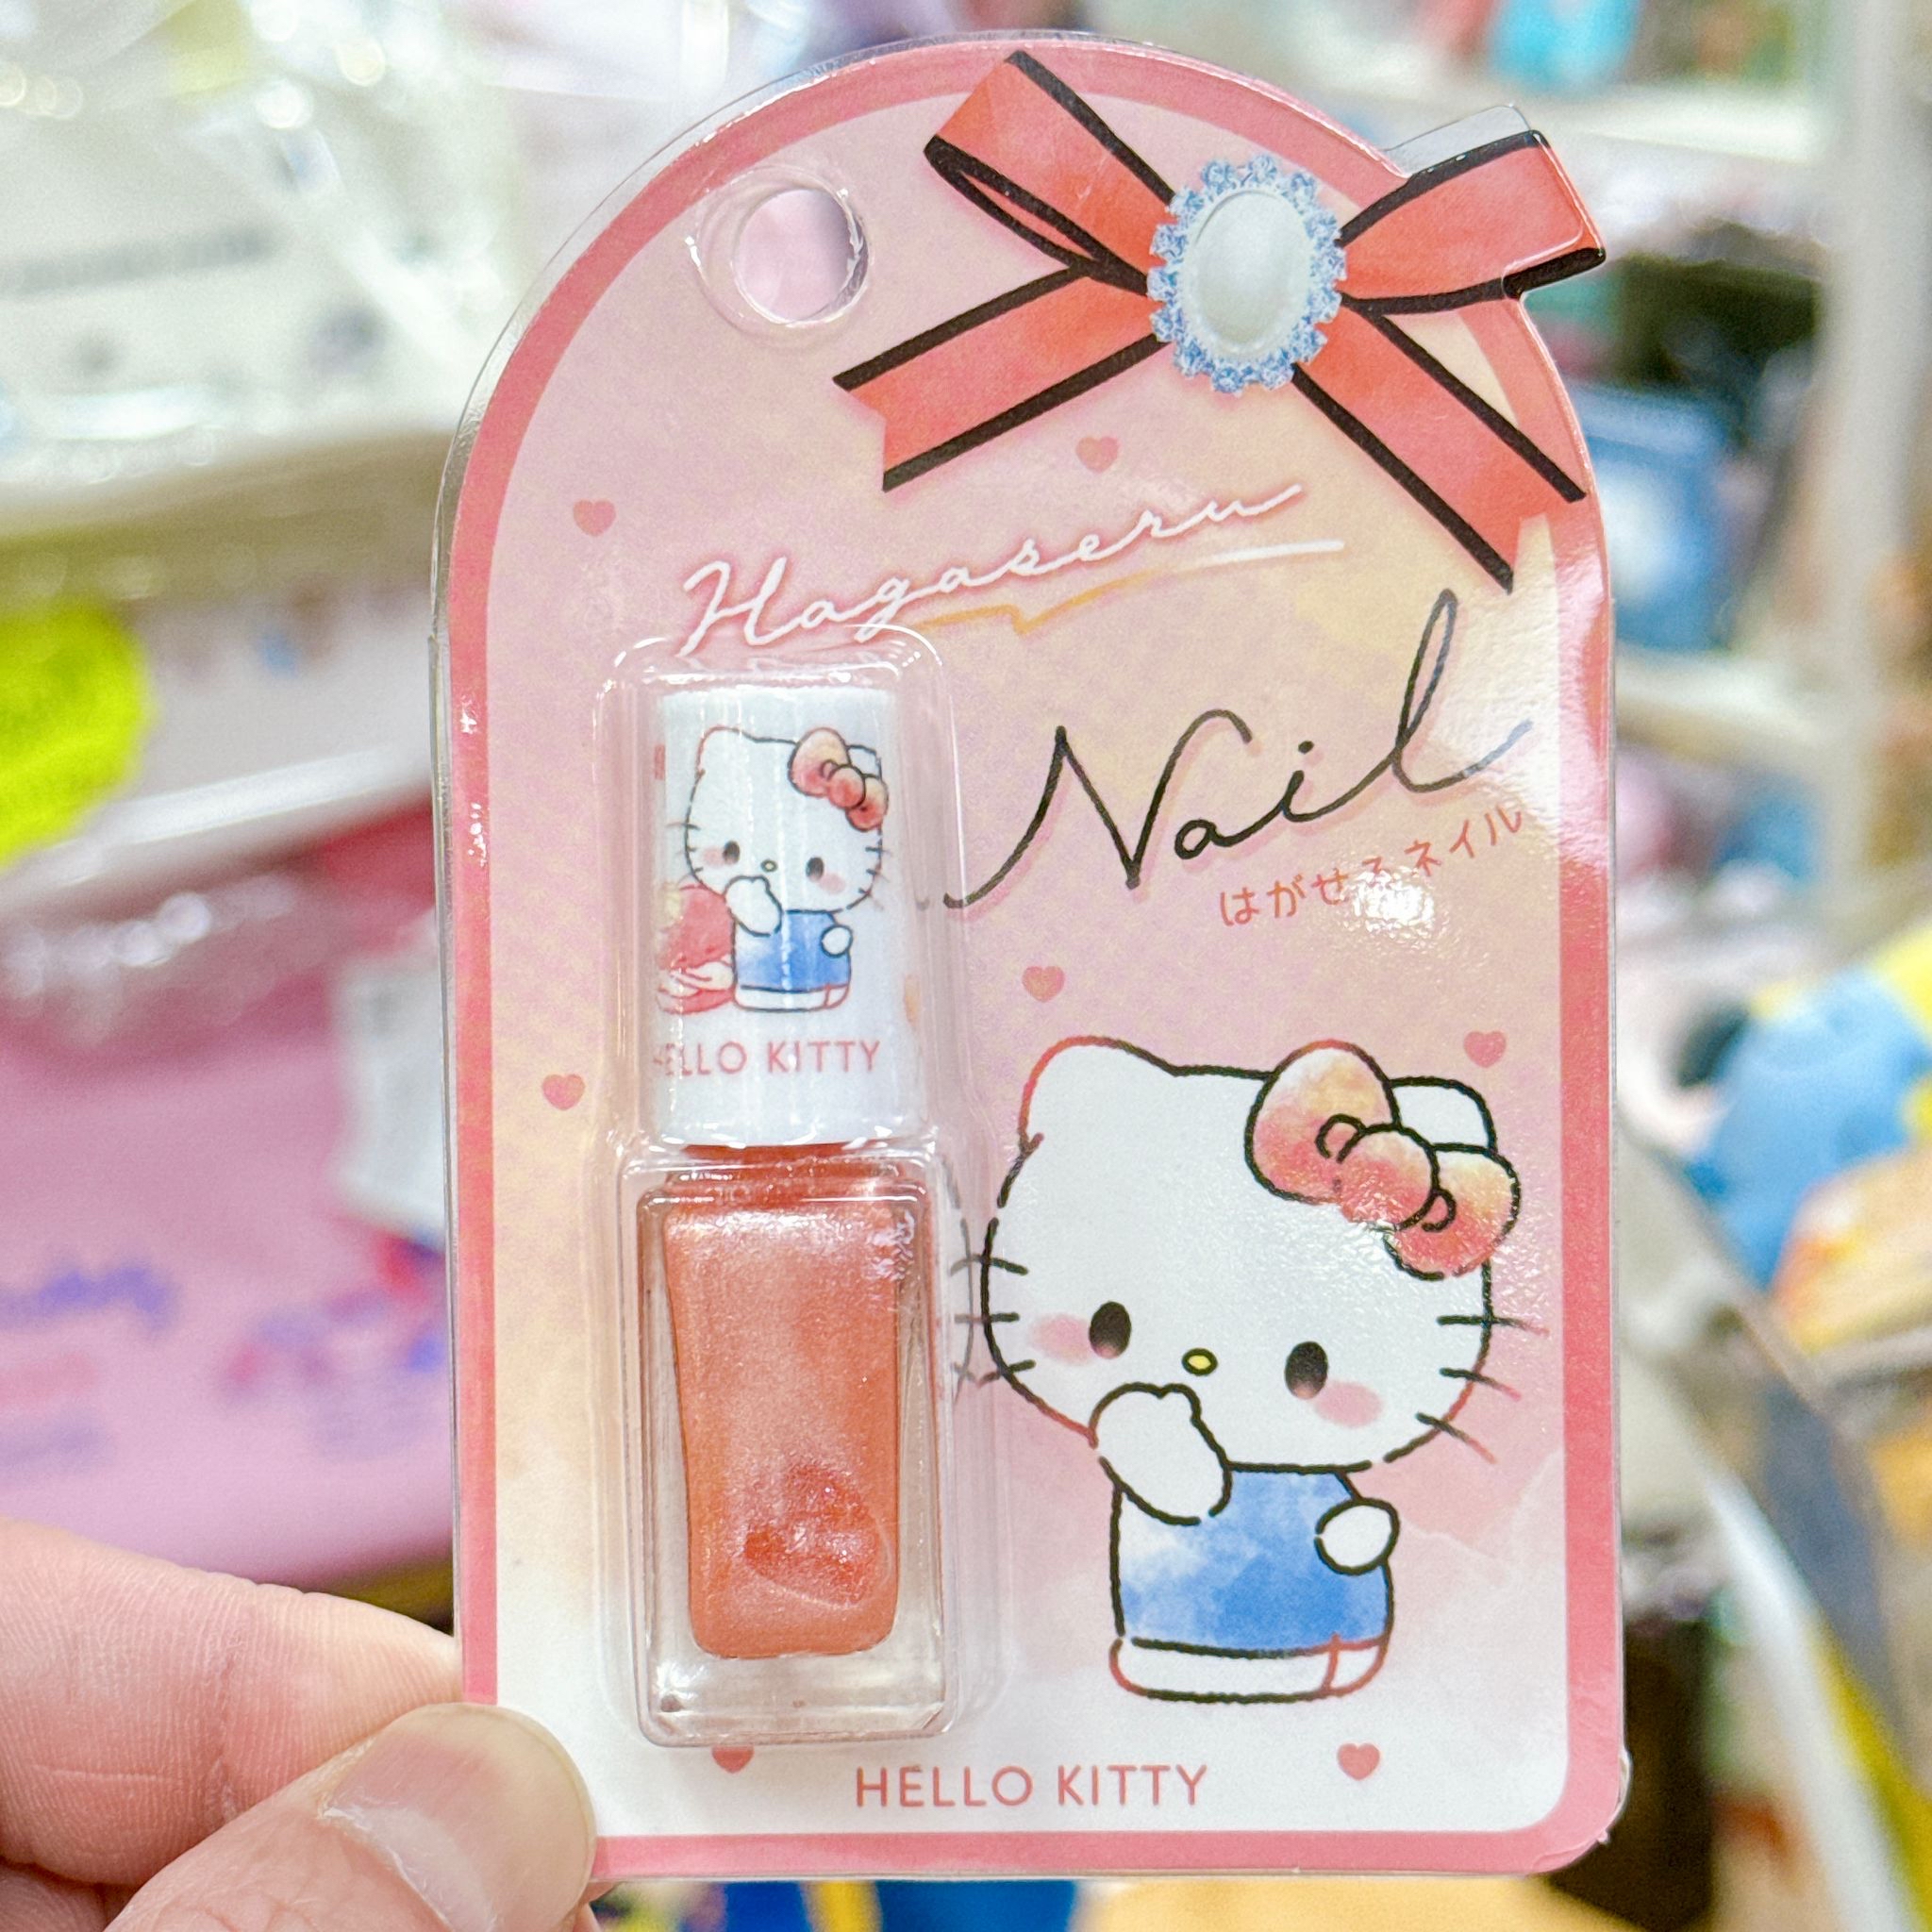 Hagaseru
Nail
はがせるネイル
HELLO KITTY
HELLO KITTY